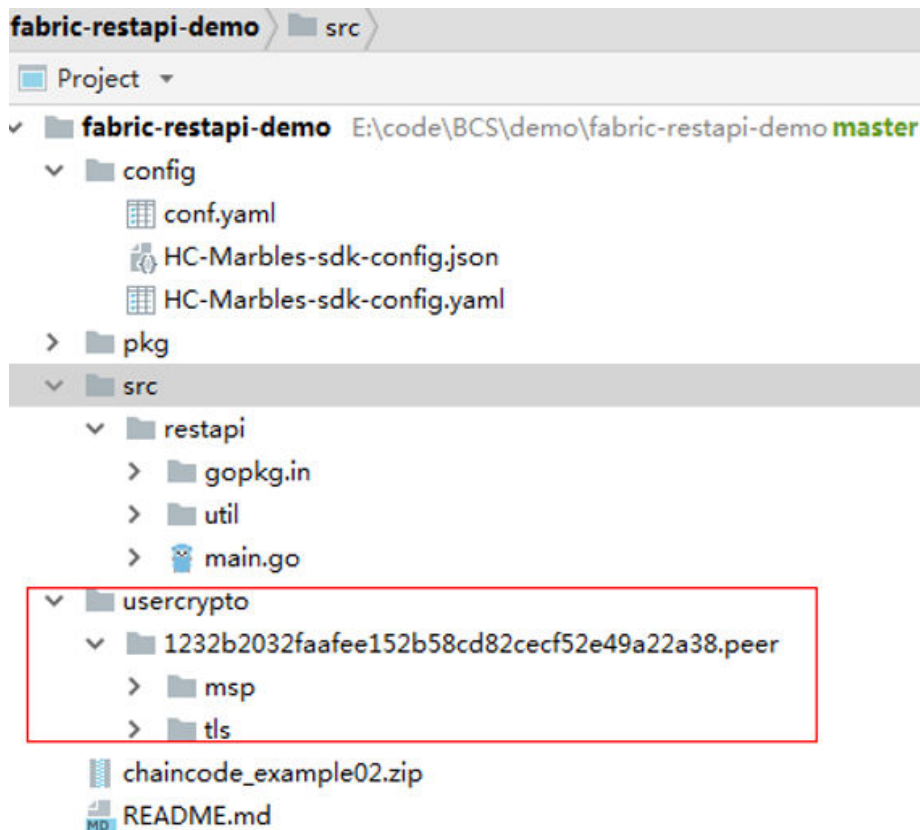 fabric-restapi-demo src
Project
fabric-restapi-demo E:\code\BCS\demo\fabric-restapi-demo master
config
conf.yaml
HC-Marbles-sdk-config.json
HC-Marbles-sdk-config.yaml
pkg
src
restapi
gopkg.in
util
main.go
usercrypto
1232b2032faafee152b58cd82cecf52e49a22a38.peer
msp
tls
chaincode_example02.zip
MD README.md